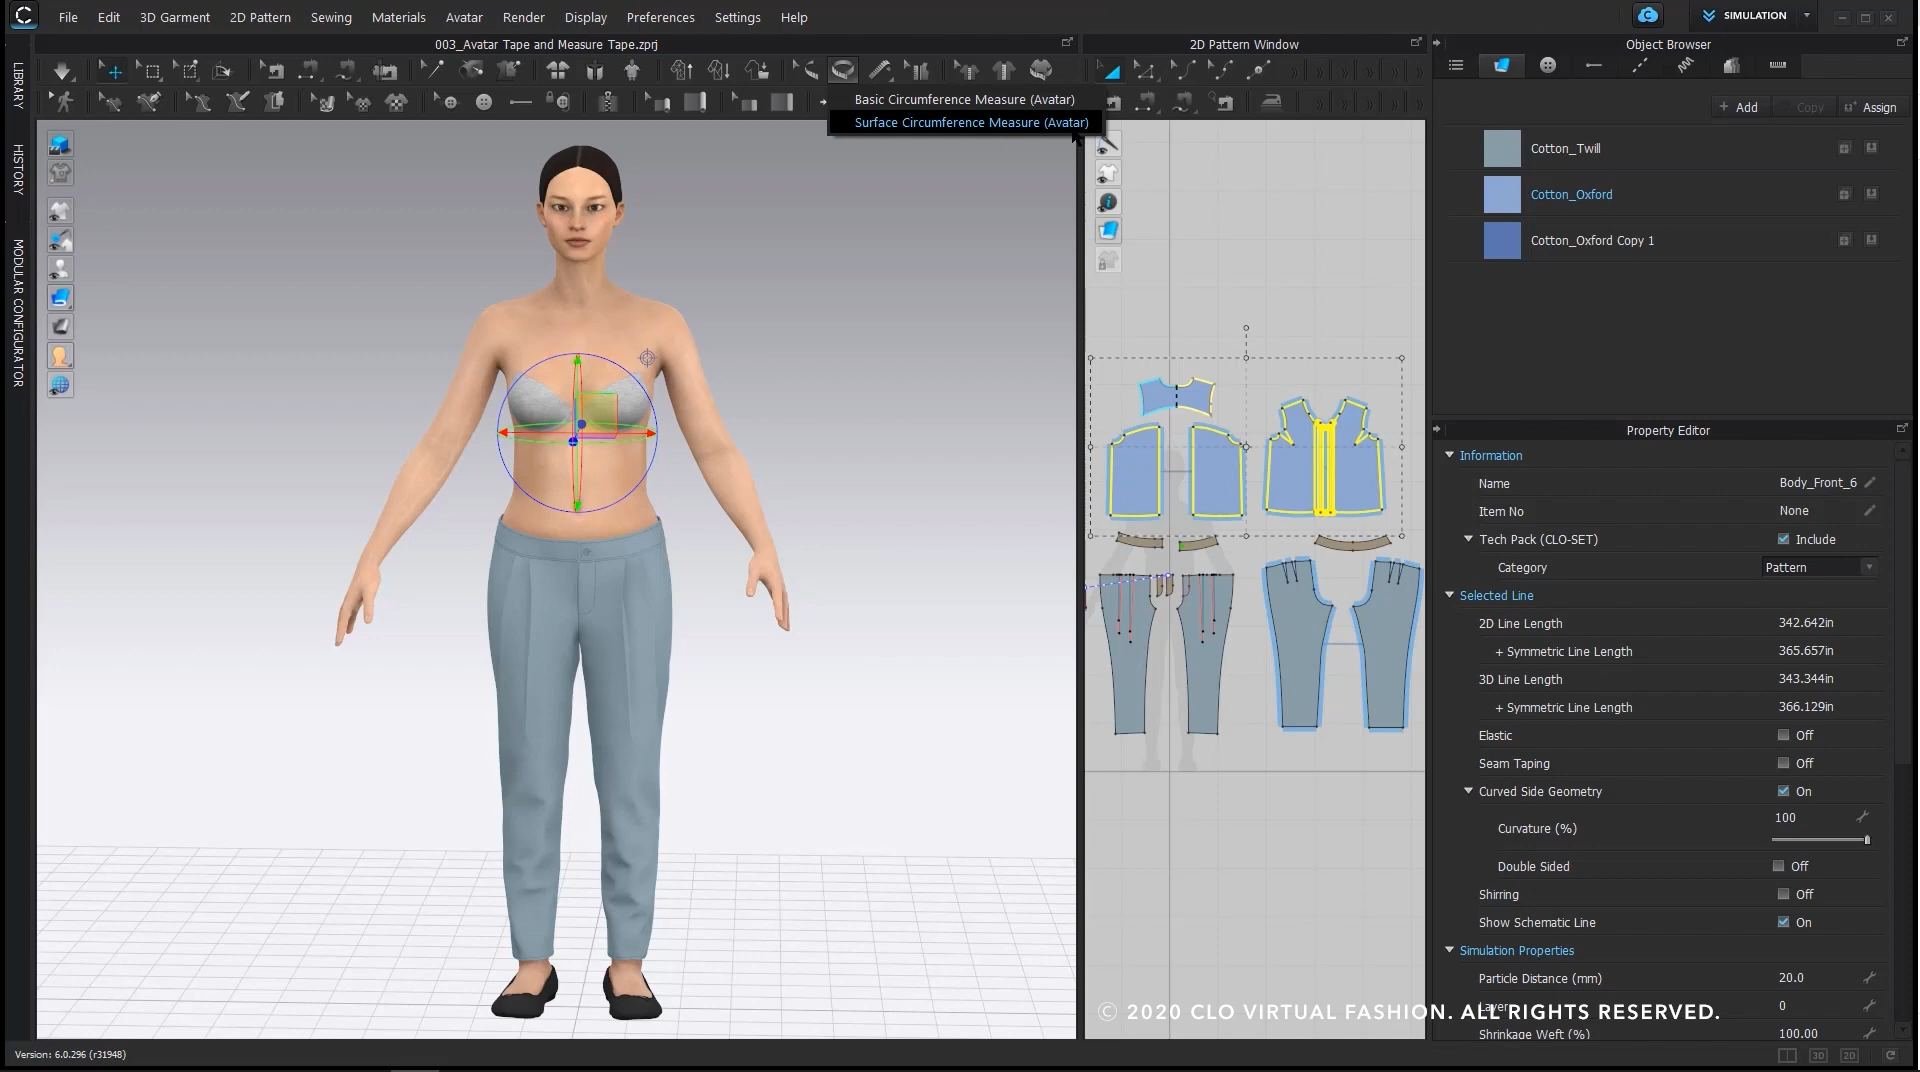 File Edit 3D Garment 2D Pattern Sewing Materials Avatar Render Display Preferences Settings Help
SIMULATION
003_Avatar Tape and Measure Tape.zprj
2D Pattern Window
Object Browser
LIBRARY
HISTORY
MODULAR CONFIGURATOR
Basic Circumference Measure (Avatar)
Surface Circumference Measure (Avatar)
+ Add Copy Assign
Cotton_Twill
Cotton_Oxford
Cotton_Oxford Copy 1
Property Editor
Information
Name Body_Front_6
Item No None
Tech Pack (CLO-SET) Include
Category Pattern
Selected Line
2D Line Length 342.642in
+ Symmetric Line Length 365.657in
3D Line Length 343.344in
+ Symmetric Line Length 366.129in
Elastic Off
Seam Taping Off
Curved Side Geometry On
Curvature (%) 100
Double Sided Off
Shirring Off
Show Schematic Line On
Simulation Properties
Particle Distance (mm) 20.0
Layer 0
Shrinkage Weft (%) 100.00
© 2020 CLO VIRTUAL FASHION. ALL RIGHTS RESERVED.
Version: 6.0.296 (r31948)
3D 2D